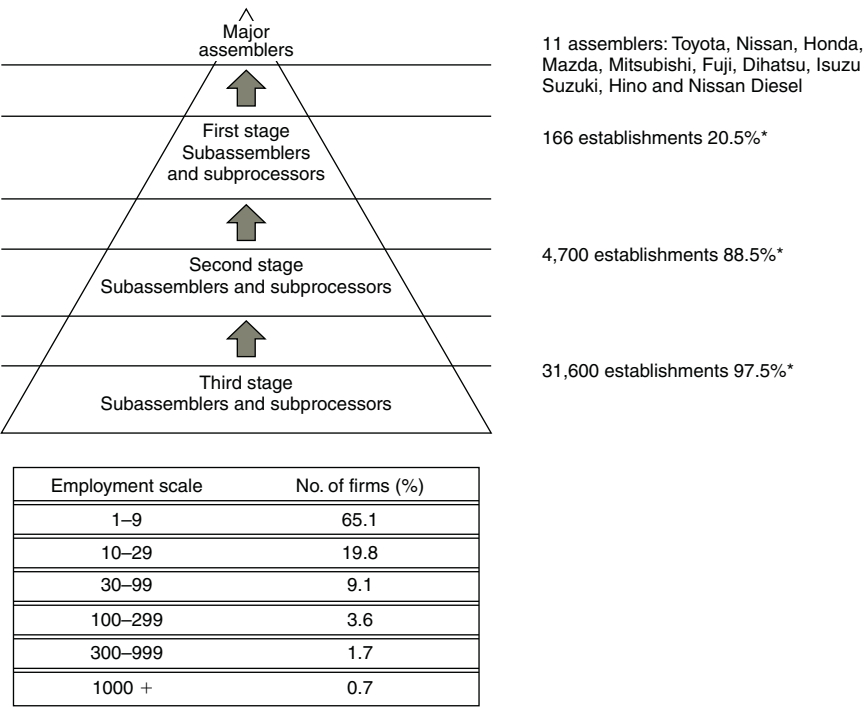 Major
assemblers
11 assemblers: Toyota, Nissan, Honda,
Mazda, Mitsubishi, Fuji, Dihatsu, Isuzu
Suzuki, Hino and Nissan Diesel
First stage
Subassemblers
and subprocessors
166 establishments 20.5%*
Second stage
Subassemblers and subprocessors
4,700 establishments 88.5%*
Third stage
Subassemblers and subprocessors
31,600 establishments 97.5%*
Employment scale No. of firms (%)
1–9 65.1
10–29 19.8
30–99 9.1
100–299 3.6
300–999 1.7
1000 + 0.7